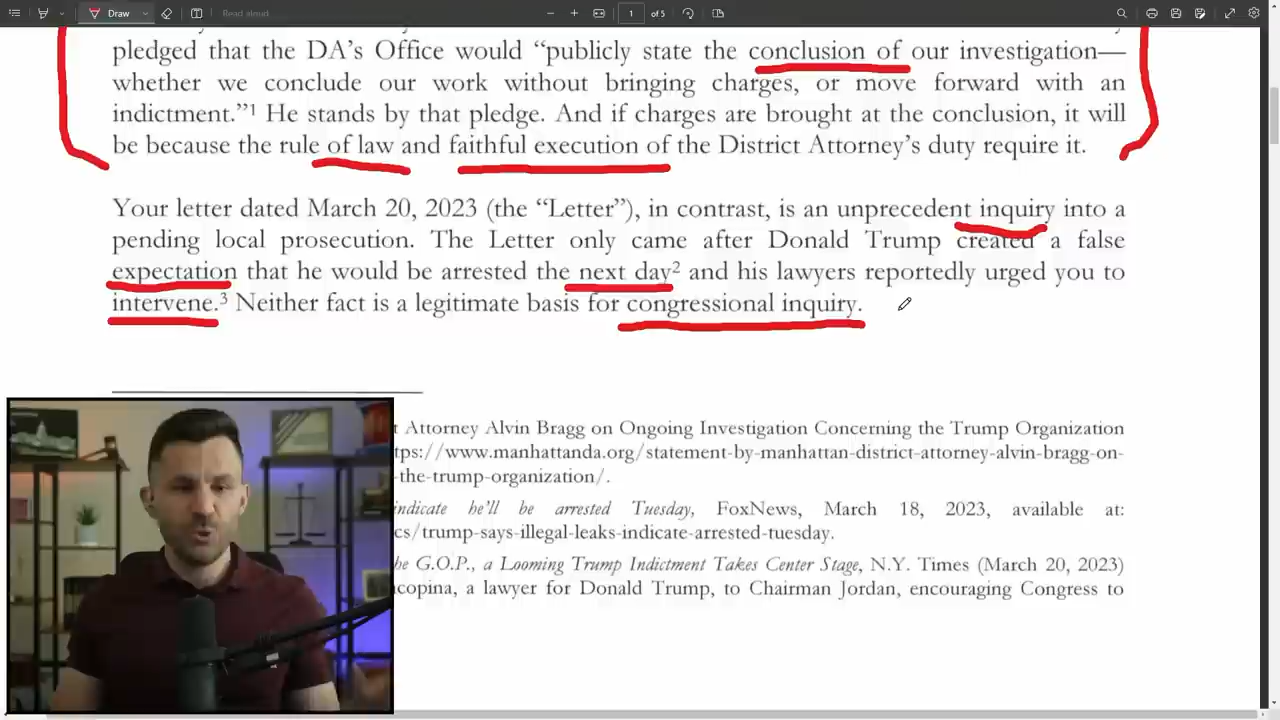 Draw
Read aloud
1 of 5
pledged that the DA’s Office would “publicly state the conclusion of our investigation—
whether we conclude our work without bringing charges, or move forward with an
indictment.”1 He stands by that pledge. And if charges are brought at the conclusion, it will
be because the rule of law and faithful execution of the District Attorney’s duty require it.
Your letter dated March 20, 2023 (the “Letter”), in contrast, is an unprecedent inquiry into a
pending local prosecution. The Letter only came after Donald Trump created a false
expectation that he would be arrested the next day2 and his lawyers reportedly urged you to
intervene.3 Neither fact is a legitimate basis for congressional inquiry.
t Attorney Alvin Bragg on Ongoing Investigation Concerning the Trump Organization
tps://www.manhattanda.org/statement-by-manhattan-district-attorney-alvin-bragg-on-
-the-trump-organization/.
indicate he’ll be arrested Tuesday, FoxNews, March 18, 2023, available at:
cs/trump-says-illegal-leaks-indicate-arrested-tuesday.
he G.O.P., a Looming Trump Indictment Takes Center Stage, N.Y. Times (March 20, 2023)
copina, a lawyer for Donald Trump, to Chairman Jordan, encouraging Congress to